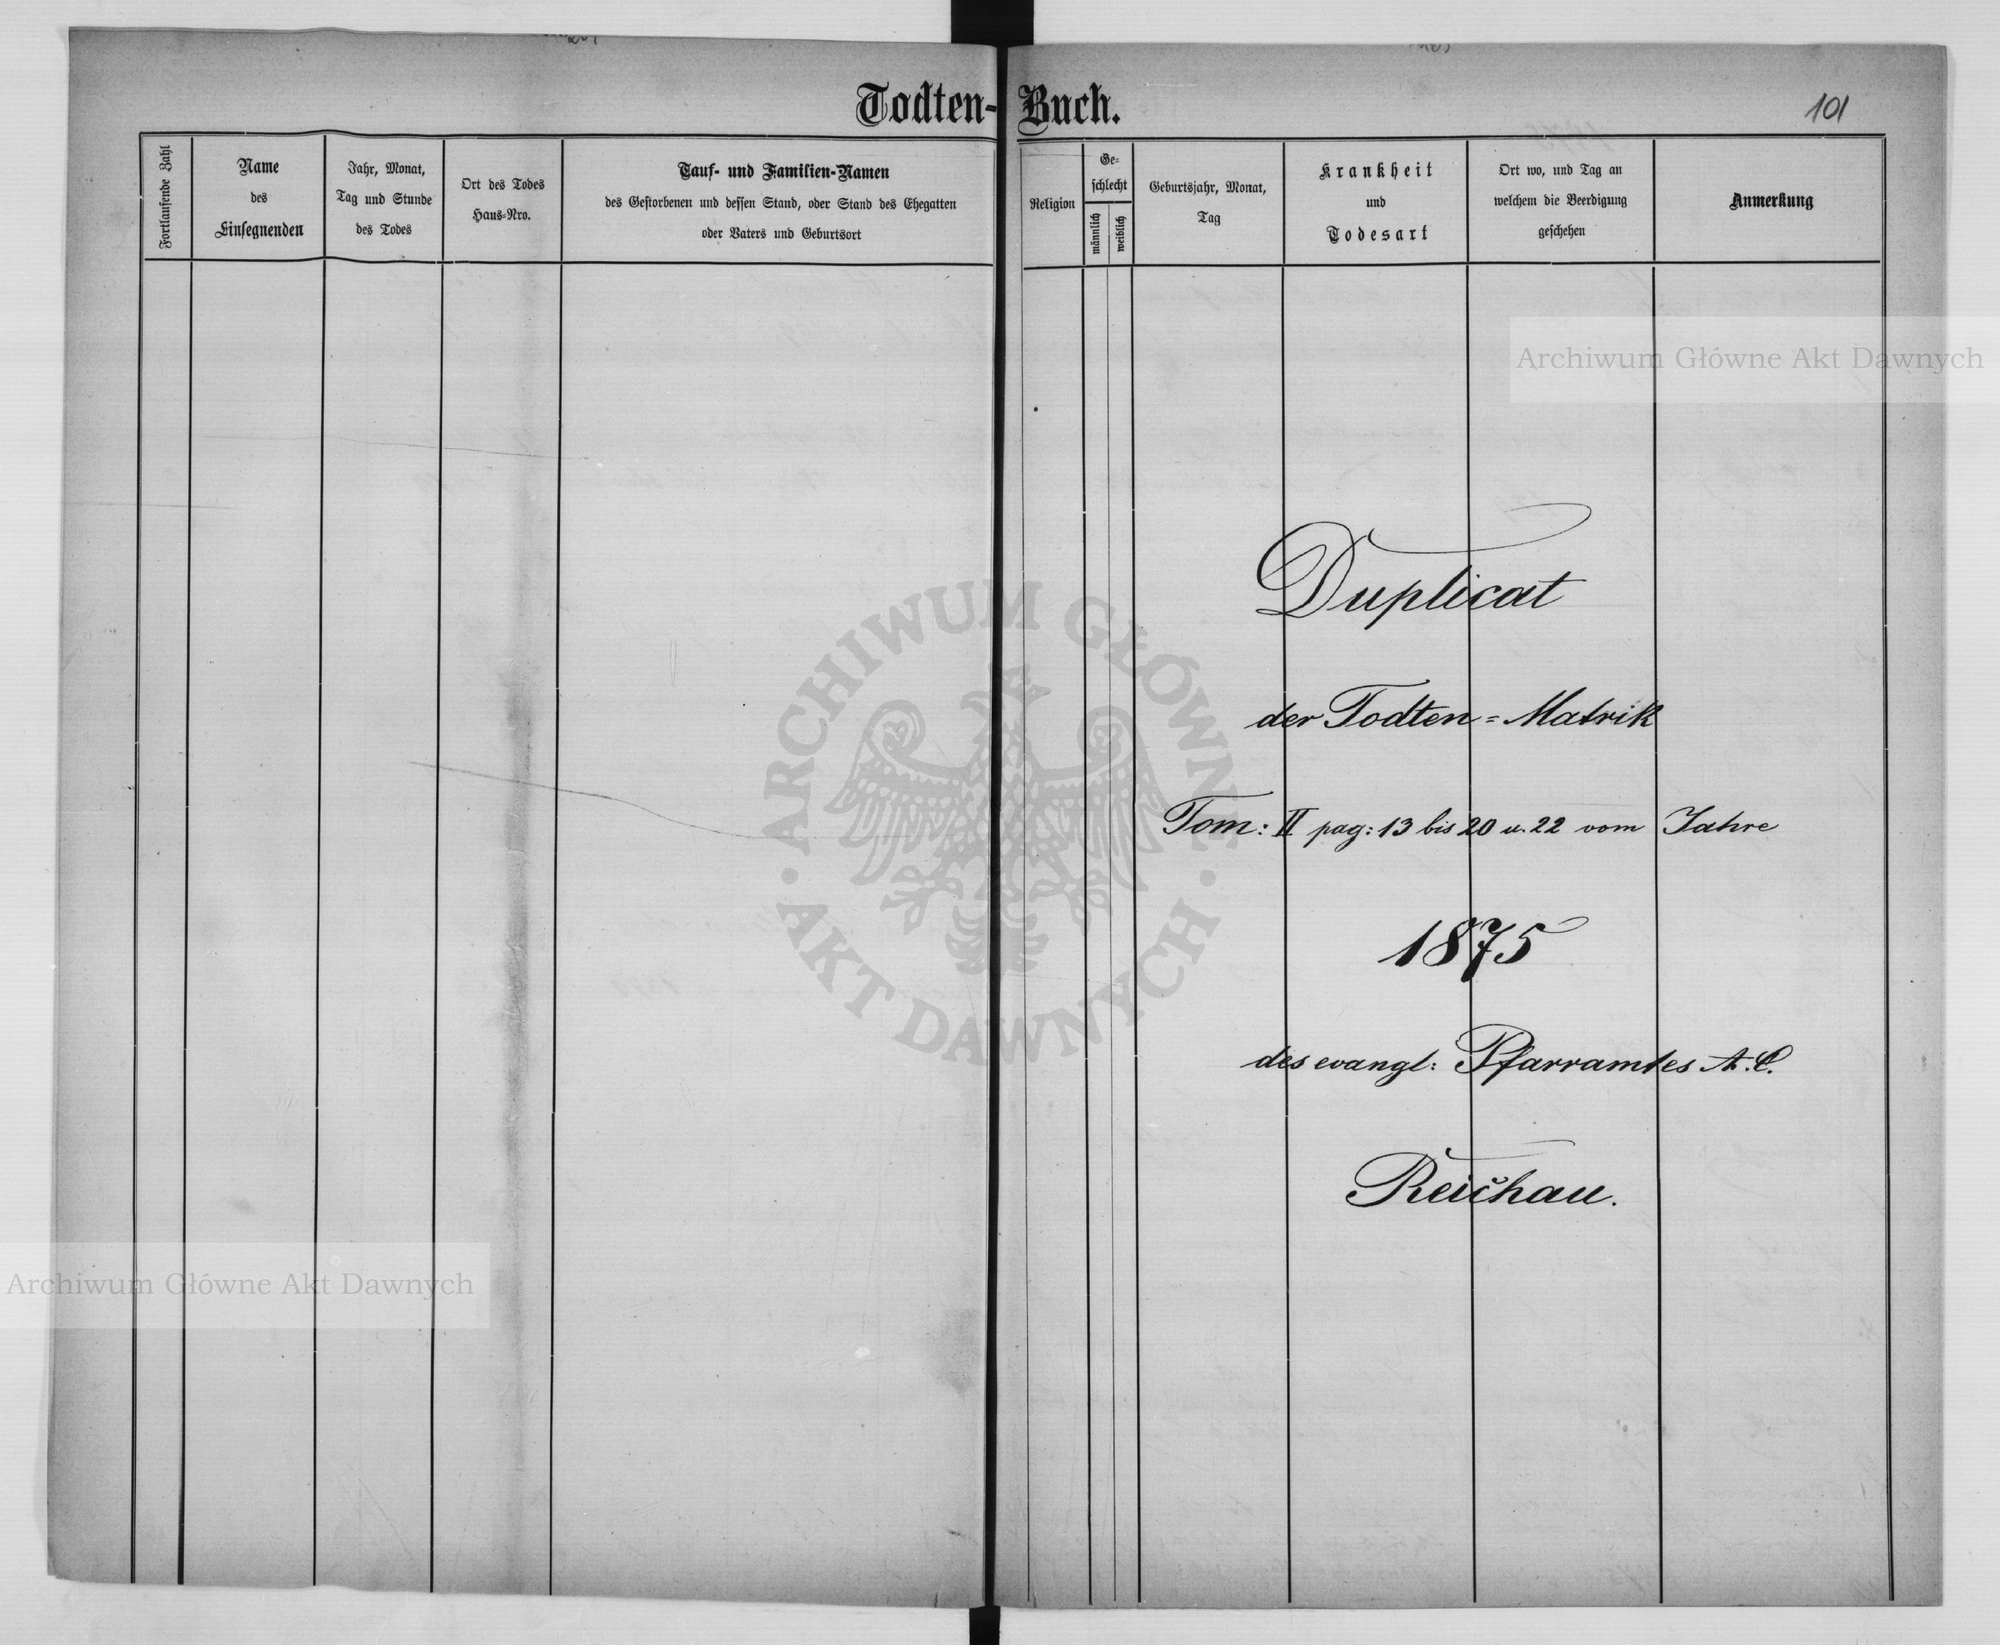 Todten-Buch.
101
Fortlaufende Zahl
Name
des
Einsegnenden
Jahr, Monat,
Tag und Stunde
des Todes
Ort des Todes
Haus-Nro.
Tauf- und Familien-Namen
des Gestorbenen und dessen Stand, oder Stand des Ehegatten
oder Vaters und Geburtsort
Religion
Ge-
schlecht
männlich
weiblich
Geburtsjahr, Monat,
Tag
Krankheit
und
Todesart
Ort wo, und Tag an
welchem die Beerdigung
geschehen
Anmerkung
Archiwum Główne Akt Dawnych
Duplicat
der Todten=Matrik
Tom: II pag: 13 bis 20 u. 22 vom Jahre
1875
des evangl: Pfarramtes A. C.
Reichau.
ARCHIWUM GŁÓWNE
· AKT DAWNYCH ·
Archiwum Główne Akt Dawnych